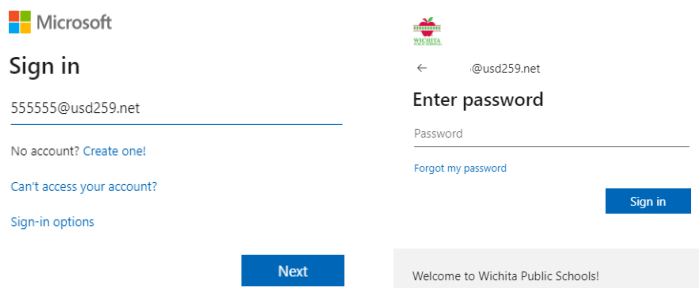 Microsoft
Sign in
555555@usd259.net
No account? Create one!
Can't access your account?
Sign-in options
Next
WICHITA
@usd259.net
Enter password
Password
Forgot my password
Sign in
Welcome to Wichita Public Schools!